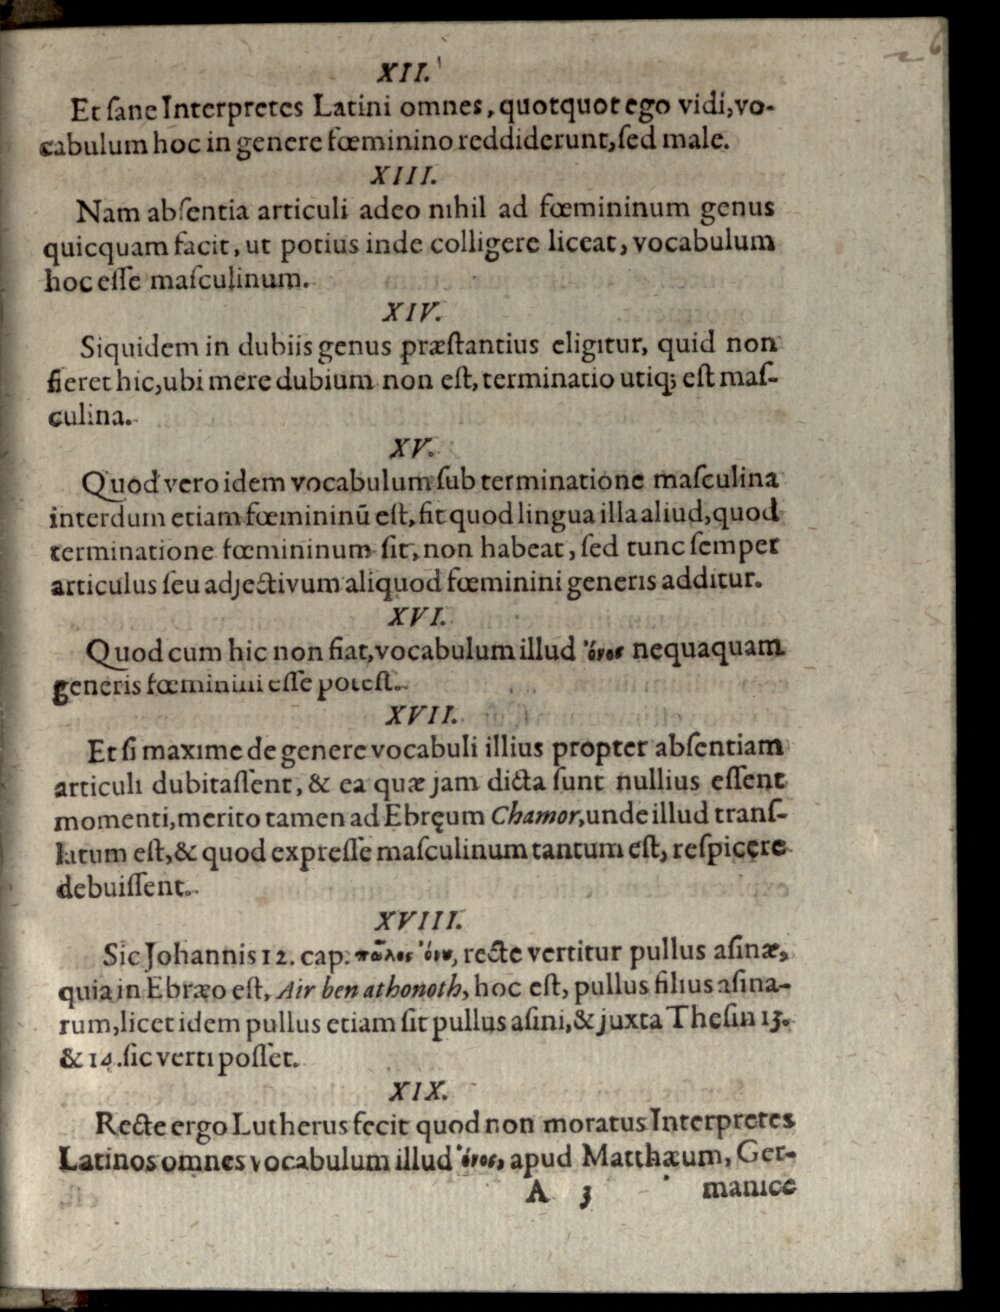 6
XII.
Et ſane Interpretes Latini omnes, quotquot ego vidi, vo-
cabulum hoc in genere fœminino reddiderunt, ſed male.
XIII.
Nam abſentia articuli adeo nihil ad fœmininum genus
quicquam facit, ut potius inde colligere liceat, vocabulum
hoc eſſe maſculinum.
XIV.
Siquidem in dubiis genus præſtantius eligitur, quid non
fieret hic, ubi mere dubium non eſt, terminatio utiq; eſt maſ-
culina.
XV.
Quod vero idem vocabulum ſub terminatione maſculina
interdum etiam fœmininū eſt, fit quod lingua illa aliud, quod
terminatione fœmininum ſit, non habeat, ſed tunc ſemper
articulus ſeu adjectivum aliquod fœminini generis additur.
XVI.
Quod cum hic non fiat, vocabulum illud ὄνος nequaquam
generis fœminini eſſe poteſt.
XVII.
Et ſi maxime de genere vocabuli illius propter abſentiam
articuli dubitaſſent, & ea quæ jam dicta ſunt nullius eſſent
momenti, merito tamen ad Ebręum Chamor, unde illud tranſ-
latum eſt, & quod expreſſe maſculinum tantum eſt, reſpicere
debuiſſent.
XVIII.
Sic Johannis 12. cap. πῶλος ὄνου, recte vertitur pullus aſinæ,
quia in Ebræo eſt, Air ben athonoth, hoc eſt, pullus filius aſina-
rum, licet idem pullus etiam ſit pullus aſini, & juxta Theſin 13.
& 14. ſic verti poſſet.
XIX.
Recte ergo Lutherus fecit quod non moratus Interpretes
Latinos omnes vocabulum illud ὄνος, apud Matthæum, Ger-
A 3 manice